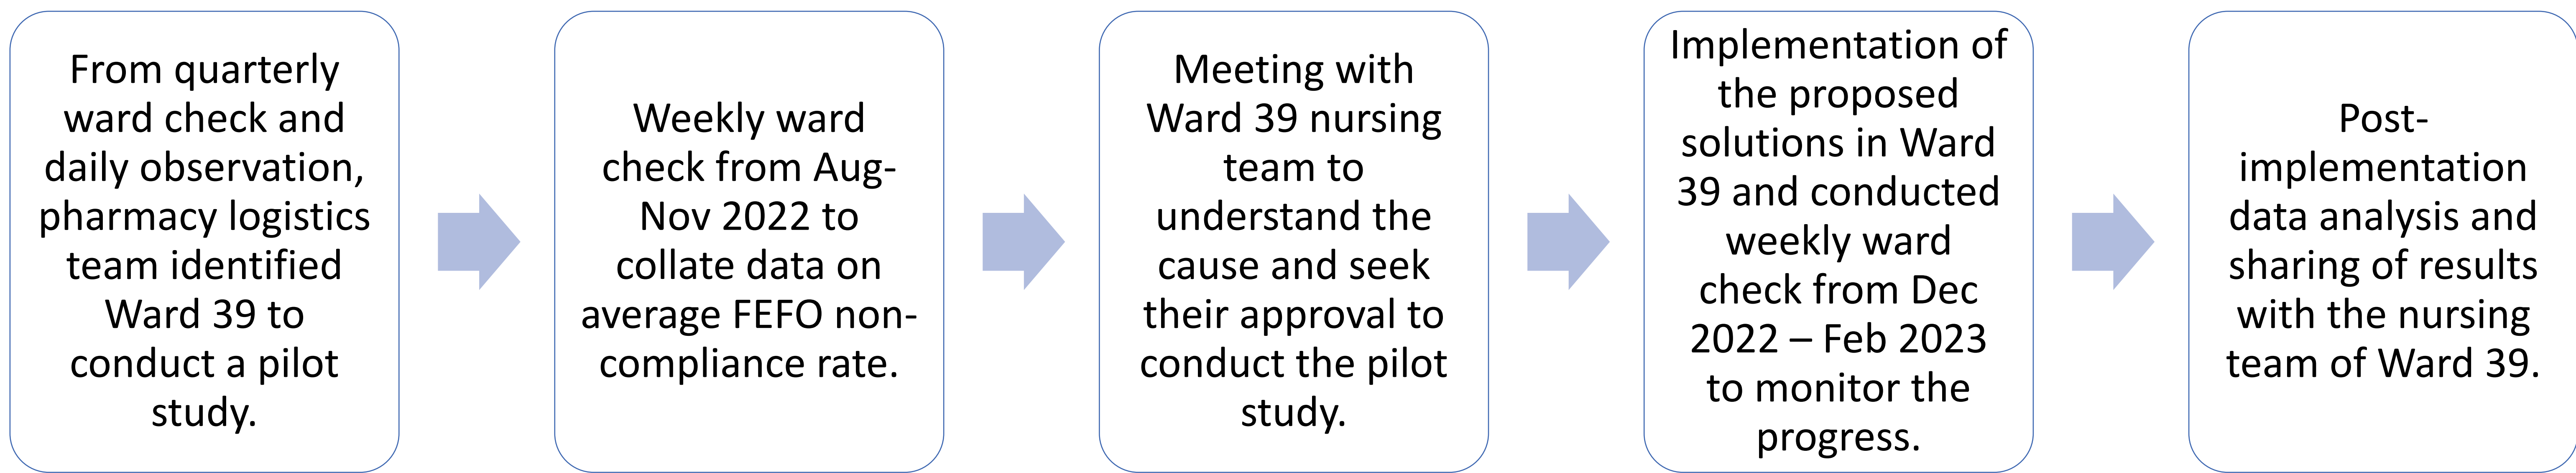 From quarterly
ward check and
daily observation,
pharmacy logistics
team identified
Ward 39 to
conduct a pilot
study.
Weekly ward
check from Aug-
Nov 2022 to
collate data on
average FEFO non-
compliance rate.
Meeting with
Ward 39 nursing
team to
understand the
cause and seek
their approval to
conduct the pilot
study.
Implementation of
the proposed
solutions in Ward
39 and conducted
weekly ward
check from Dec
2022 – Feb 2023
to monitor the
progress.
Post-
implementation
data analysis and
sharing of results
with the nursing
team of Ward 39.